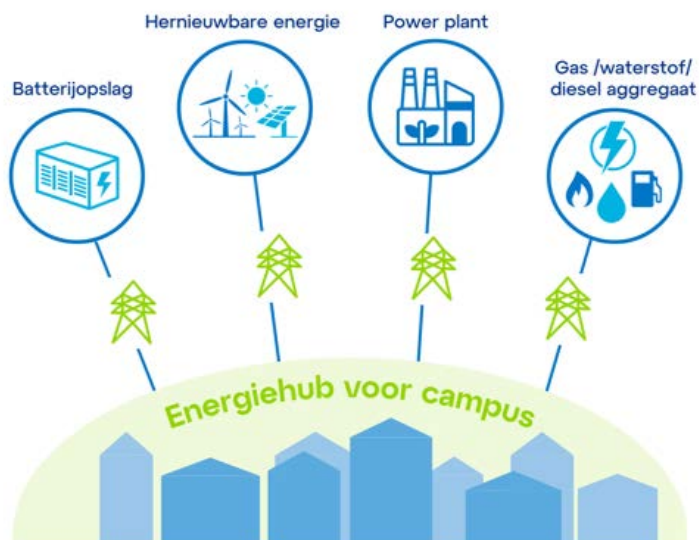 Hernieuwbare energie
Power plant
Gas /waterstof/
diesel aggregaat
Batterijopslag
Energiehub voor campus